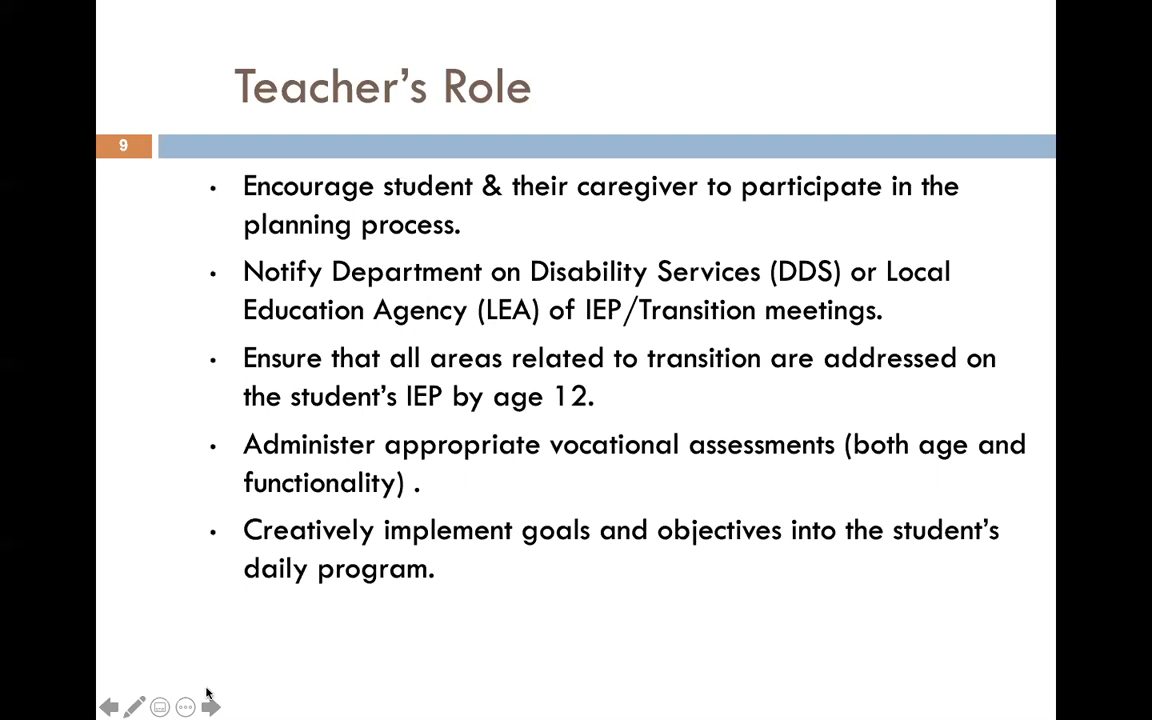 Teacher’s Role
9
• Encourage student & their caregiver to participate in the
planning process.
• Notify Department on Disability Services (DDS) or Local
Education Agency (LEA) of IEP/Transition meetings.
• Ensure that all areas related to transition are addressed on
the student’s IEP by age 12.
• Administer appropriate vocational assessments (both age and
functionality) .
• Creatively implement goals and objectives into the student’s
daily program.